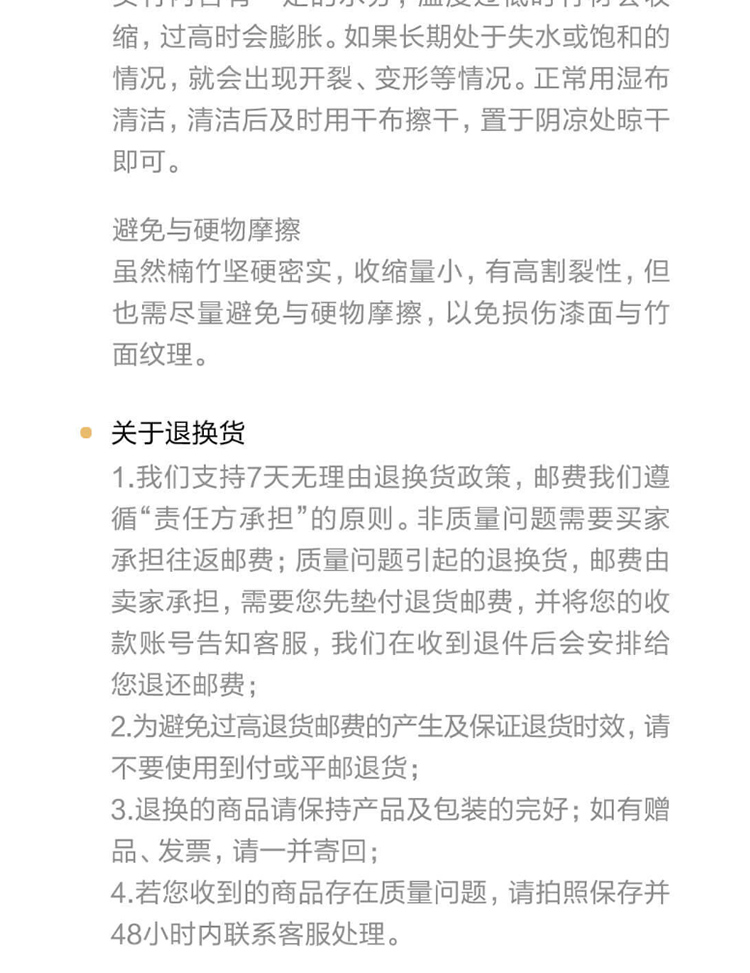 缩，过高时会膨胀。如果长期处于失水或饱和的
情况，就会出现开裂、变形等情况。正常用湿布
清洁，清洁后及时用干布擦干，置于阴凉处晾干
即可。
避免与硬物摩擦
虽然楠竹坚硬密实，收缩量小，有高割裂性，但
也需尽量避免与硬物摩擦，以免损伤漆面与竹
面纹理。
关于退换货
1.我们支持7天无理由退换货政策，邮费我们遵
循“责任方承担”的原则。非质量问题需要买家
承担往返邮费；质量问题引起的退换货，邮费由
卖家承担，需要您先垫付退货邮费，并将您的收
款账号告知客服，我们在收到退件后会安排给
您退还邮费；
2.为避免过高退货邮费的产生及保证退货时效，请
不要使用到付或平邮退货；
3.退换的商品请保持产品及包装的完好；如有赠
品、发票，请一并寄回；
4.若您收到的商品存在质量问题，请拍照保存并
48小时内联系客服处理。